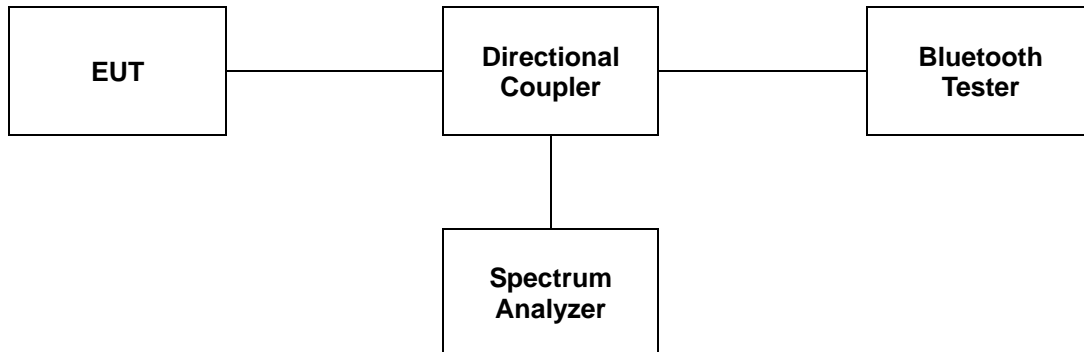 EUT
Directional
Coupler
Bluetooth
Tester
Spectrum
Analyzer